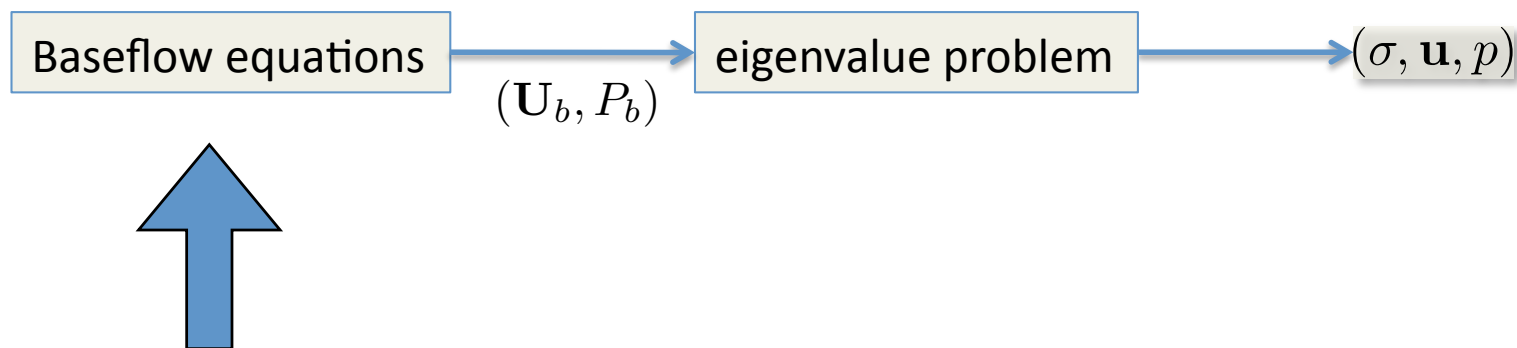 Baseflow equations
eigenvalue problem
(σ, u, p)
(U_b, P_b)